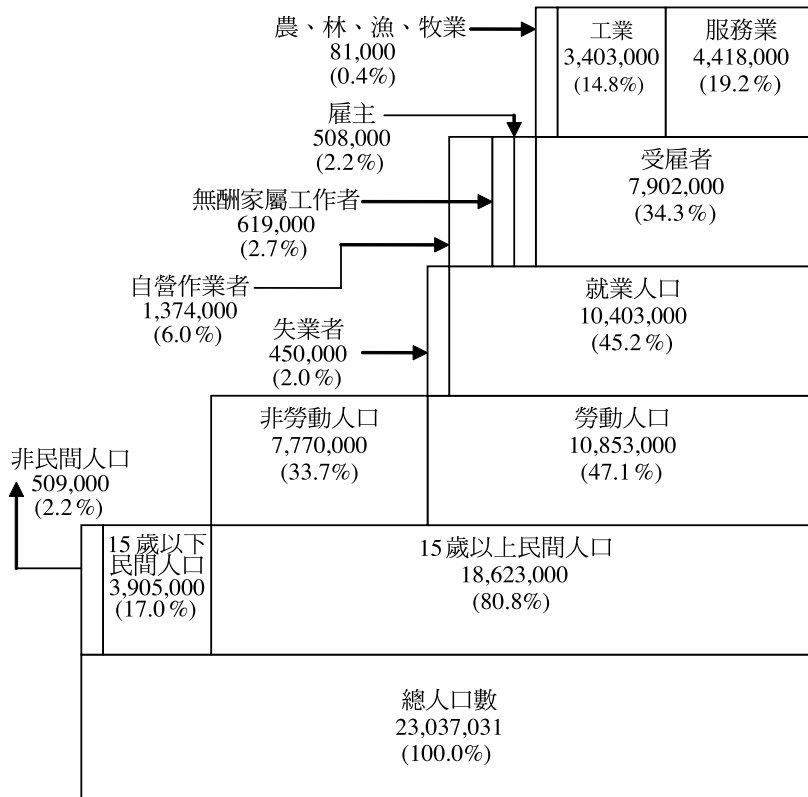 農、林、漁、牧業
81,000
(0.4%)
工業
3,403,000
(14.8%)
服務業
4,418,000
(19.2%)
雇主
508,000
(2.2%)
受雇者
7,902,000
(34.3%)
無酬家屬工作者
619,000
(2.7%)
自營作業者
1,374,000
(6.0%)
就業人口
10,403,000
(45.2%)
失業者
450,000
(2.0%)
非勞動人口
7,770,000
(33.7%)
勞動人口
10,853,000
(47.1%)
非民間人口
509,000
(2.2%)
15歲以下
民間人口
3,905,000
(17.0%)
15歲以上民間人口
18,623,000
(80.8%)
總人口數
23,037,031
(100.0%)